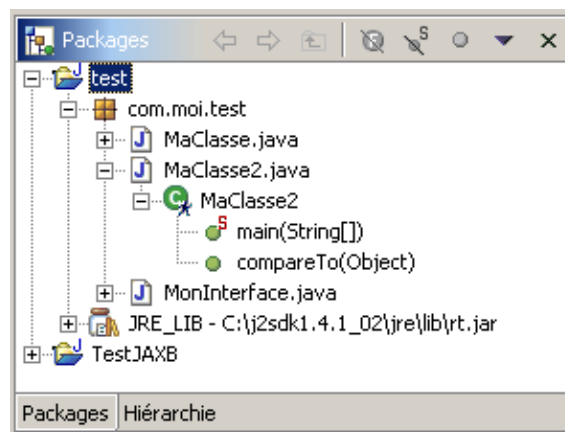 Packages
test
com.moi.test
MaClasse.java
MaClasse2.java
MaClasse2
main(String[])
compareTo(Object)
MonInterface.java
JRE_LIB - C:\j2sdk1.4.1_02\jre\lib\rt.jar
TestJAXB
Packages Hiérarchie